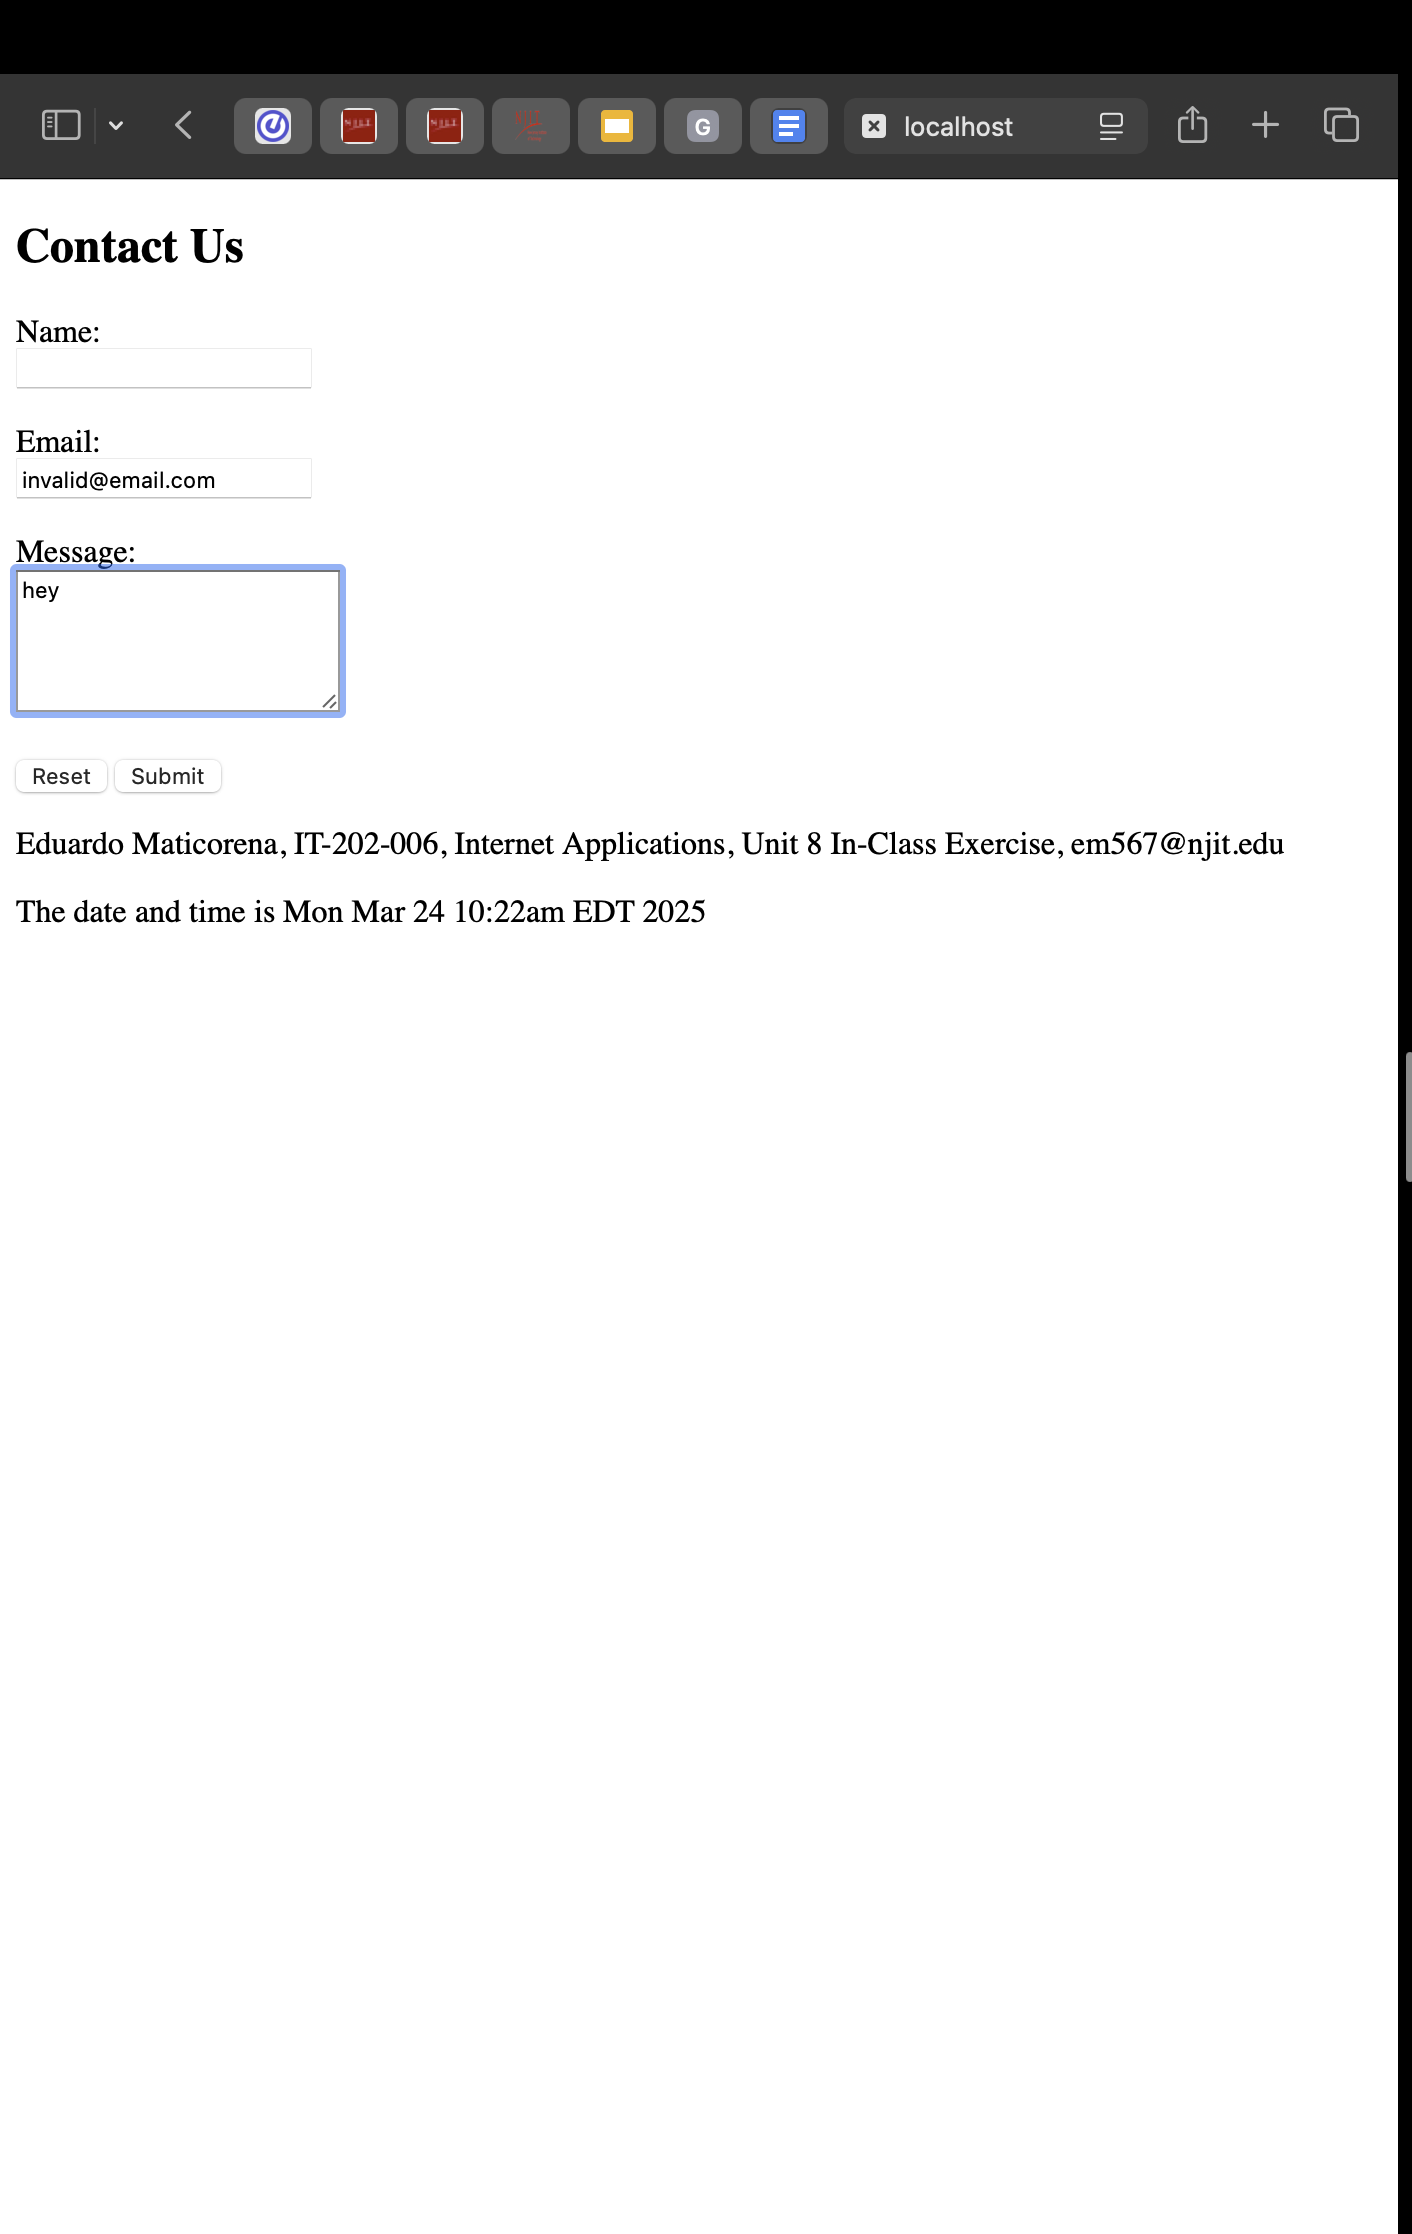 G
localhost
Contact Us
Name:
Email:
invalid@email.com
Message:
hey
Reset Submit
Eduardo Maticorena, IT-202-006, Internet Applications, Unit 8 In-Class Exercise, em567@njit.edu
The date and time is Mon Mar 24 10:22am EDT 2025